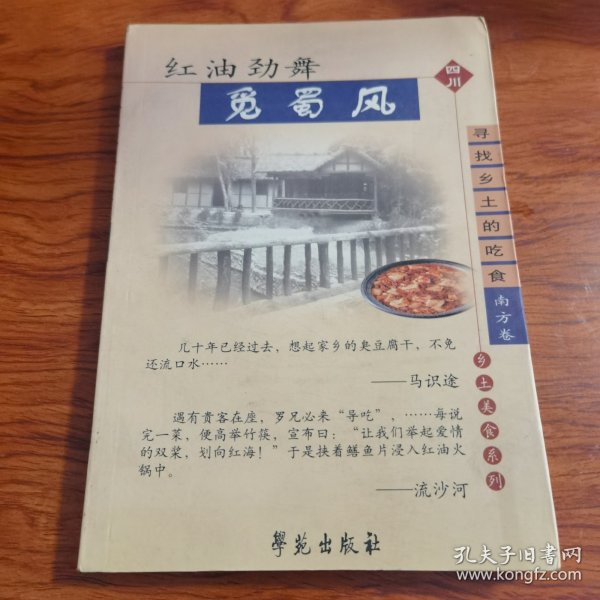 红油劲舞
四川
觅蜀风
寻找乡土的吃食
南方卷
乡土美食系列
几十年已经过去，想起家乡的臭豆腐干，不免
还流口水……
——马识途
遇有贵客在座，罗兄必来“导吃”，……每说
完一菜，便高举竹筷，宣布曰：“让我们举起爱情
的双桨，划向红海！”于是挟着鳝鱼片浸入红油火
锅中。
——流沙河
學苑出版社
孔夫子旧书网
www.kongfz.com